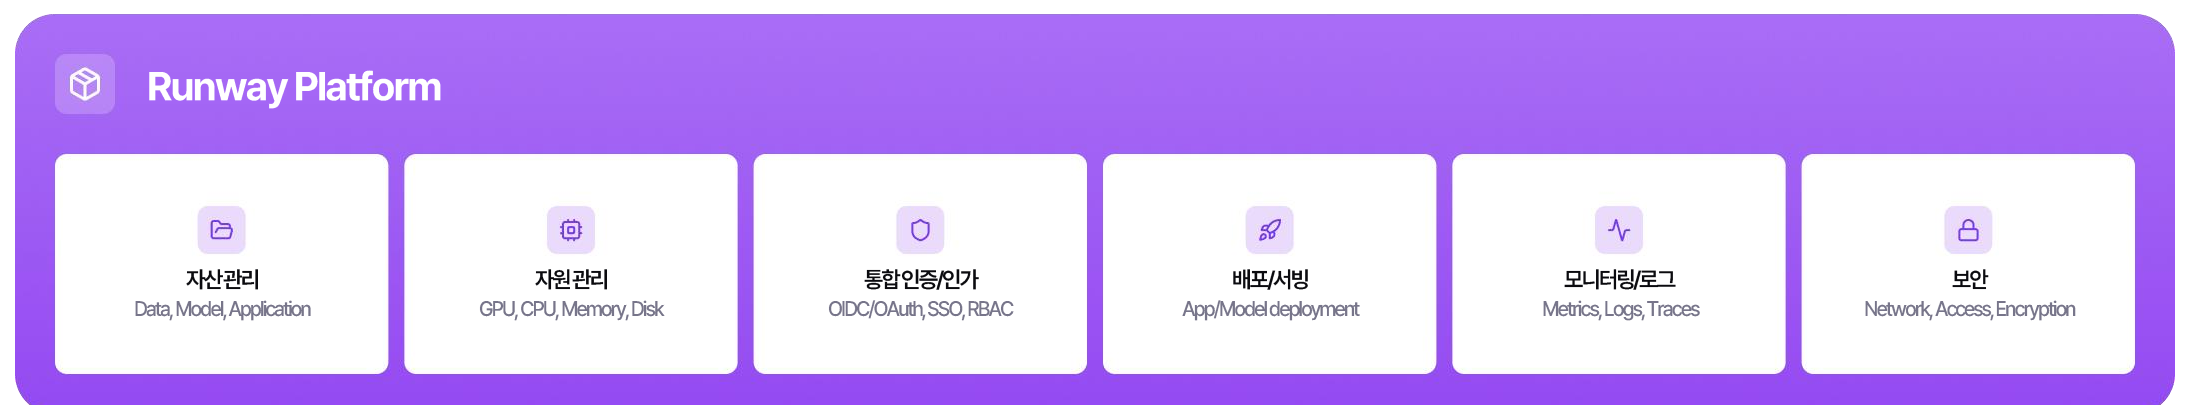 Runway Platform
자산관리
Data, Model, Application
자원관리
GPU, CPU, Memory, Disk
통합 인증/인가
OIDC/OAuth, SSO, RBAC
배포/서빙
App/Model deployment
모니터링/로그
Metrics, Logs, Traces
보안
Network, Access, Encryption